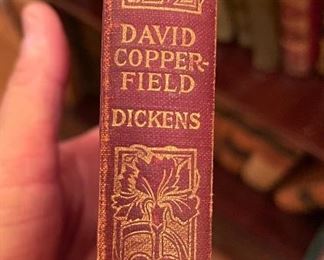 DAVID
COPPER-
FIELD
DICKENS